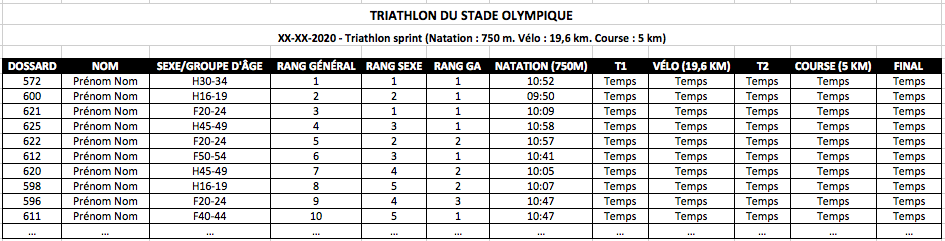 TRIATHLON DU STADE OLYMPIQUE
XX-XX-2020 - Triathlon sprint (Natation : 750 m. Vélo : 19,6 km. Course : 5 km)
DOSSARD NOM SEXE/GROUPE D'ÂGE RANG GÉNÉRAL RANG SEXE RANG GA NATATION (750M) T1 VÉLO (19,6 KM) T2 COURSE (5 KM) FINAL
572 Prénom Nom H30-34 1 1 1 10:52 Temps Temps Temps Temps Temps
600 Prénom Nom H16-19 2 2 1 09:50 Temps Temps Temps Temps Temps
621 Prénom Nom F20-24 3 1 1 10:09 Temps Temps Temps Temps Temps
625 Prénom Nom H45-49 4 3 1 10:58 Temps Temps Temps Temps Temps
622 Prénom Nom F20-24 5 2 2 10:57 Temps Temps Temps Temps Temps
612 Prénom Nom F50-54 6 3 1 10:41 Temps Temps Temps Temps Temps
620 Prénom Nom H45-49 7 4 2 10:05 Temps Temps Temps Temps Temps
598 Prénom Nom H16-19 8 5 2 10:07 Temps Temps Temps Temps Temps
596 Prénom Nom F20-24 9 4 3 10:47 Temps Temps Temps Temps Temps
611 Prénom Nom F40-44 10 5 1 10:47 Temps Temps Temps Temps Temps
... ... ... ... ... ... ... ... ... ... ... ...